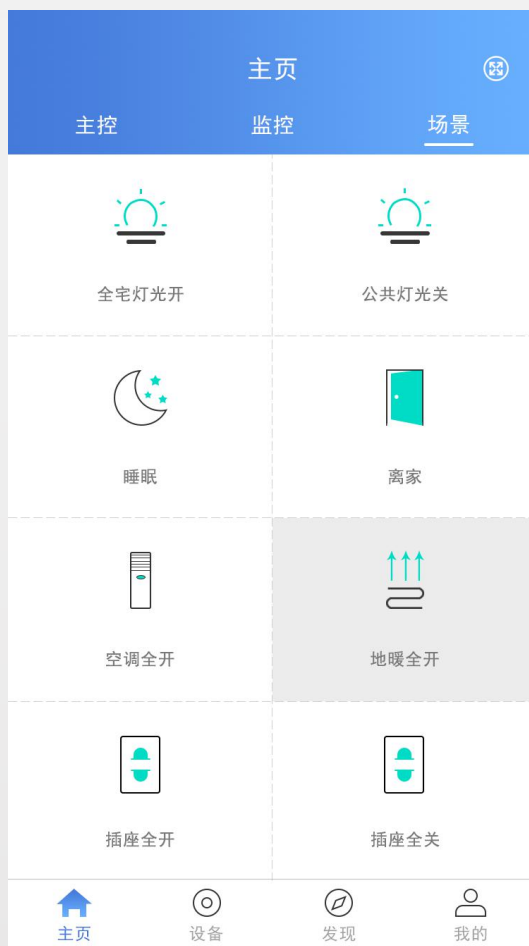 主页
主控 监控 场景
全宅灯光开 公共灯光关
睡眠 离家
空调全开 地暖全开
插座全开 插座全关
主页 设备 发现 我的